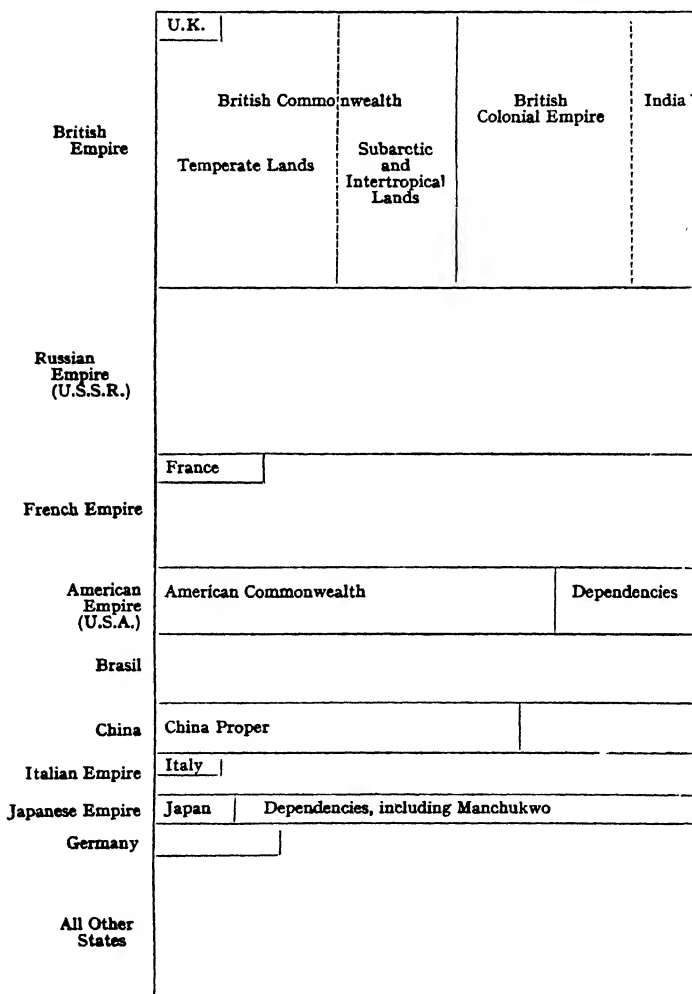 U.K.
British Commonwealth
British
Colonial Empire
India
British
Empire
Temperate Lands
Subarctic
and
Intertropical
Lands
Russian
Empire
(U.S.S.R.)
France
French Empire
American
Empire
(U.S.A.)
American Commonwealth
Dependencies
Brasil
China
China Proper
Italian Empire
Italy
Japanese Empire
Japan
Dependencies, including Manchukwo
Germany
All Other
States